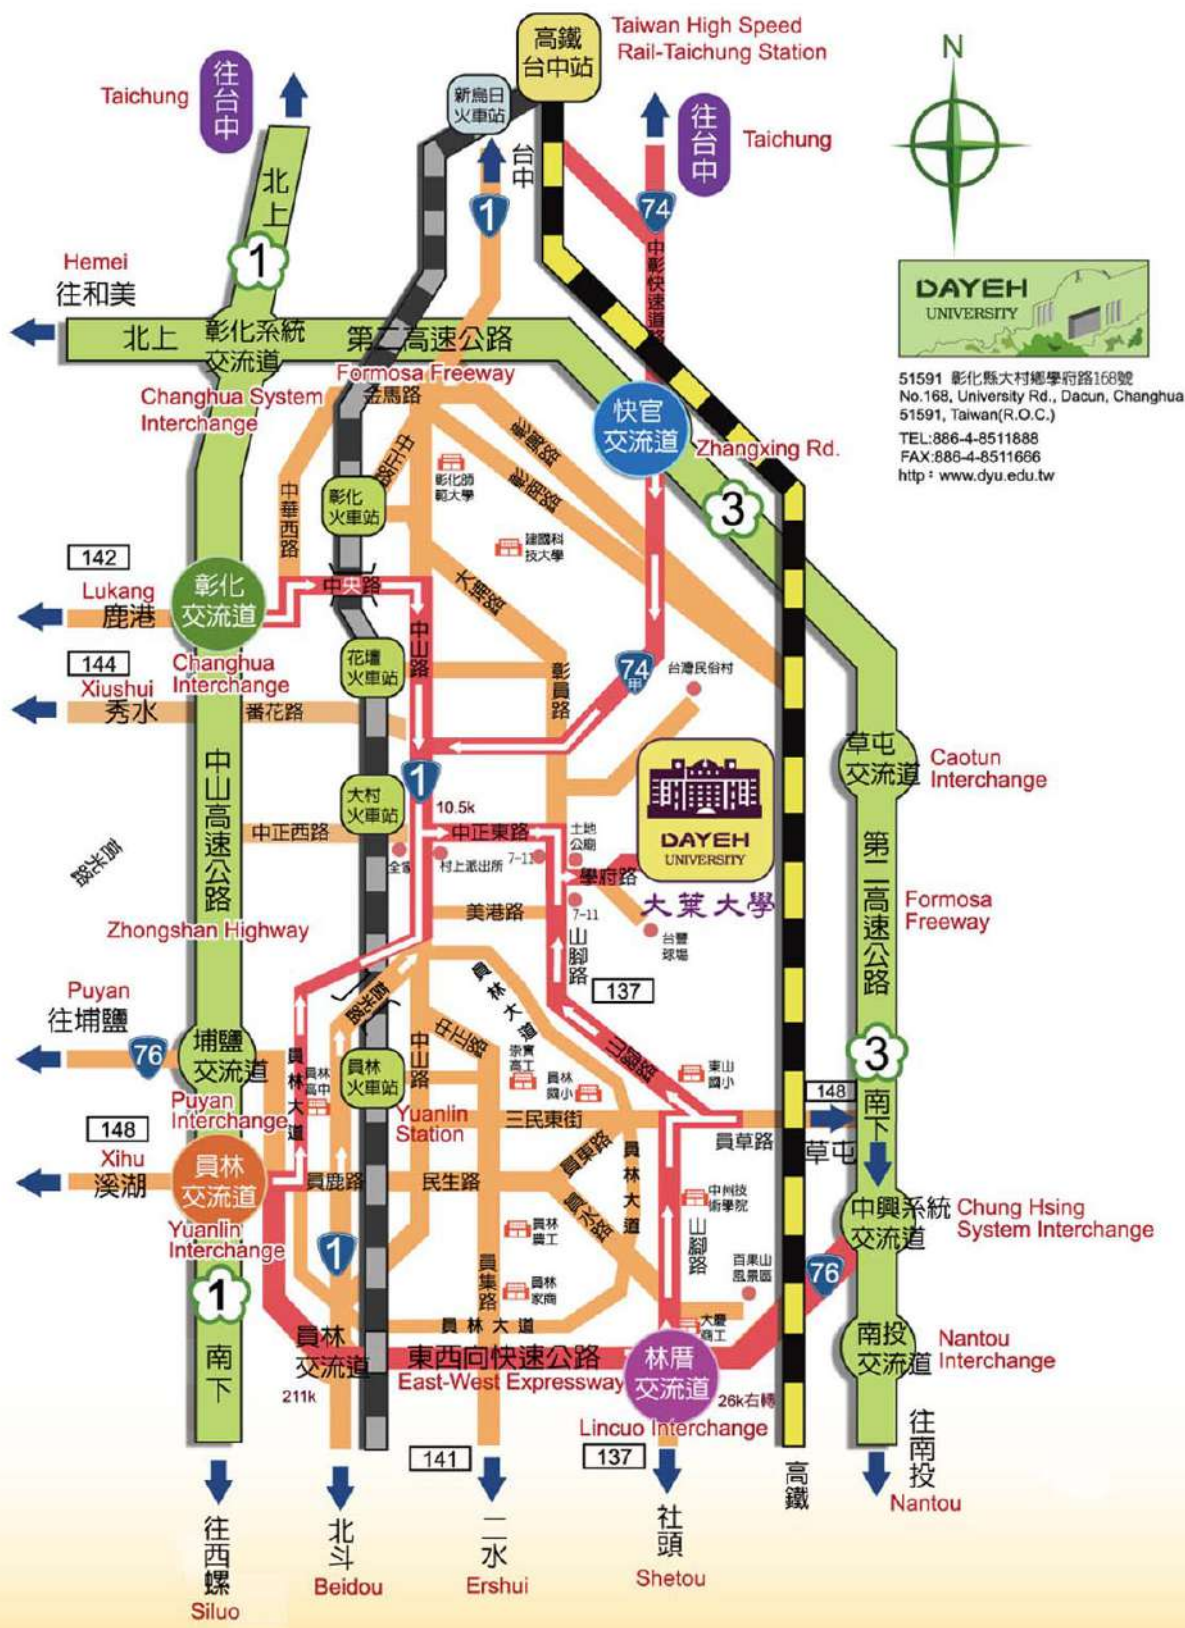 高鐵
台中站
Taiwan High Speed
Rail-Taichung Station
N
Taichung
往台中
新烏日
火車站
台中
往台中
Taichung
北上
1
1
74
中彰快速道路
Hemei
往和美
北上
彰化系統
交流道
第二高速公路
Formosa Freeway
Changhua System
Interchange
DAYEH
UNIVERSITY
51591 彰化縣大村鄉學府路168號
No.168, University Rd., Dacun, Changhua
51591, Taiwan(R.O.C.)
TEL:886-4-8511888
FAX:886-4-8511666
http：www.dyu.edu.tw
金馬路
快官
交流道
Zhangxing Rd.
彰南路
中華西路
彰化
火車站
彰化師
範大學
建國科
技大學
3
142
Lukang
鹿港
彰化
交流道
Changhua
Interchange
中央路
中山路
大埔路
144
Xiushui
秀水
番花路
花壇
火車站
彰員路
74
甲
台灣民俗村
中山高速公路
1
大村
火車站
10.5k
中正西路
中正東路
土地
公廟
全家
村上派出所
7-11
學府路
7-11
DAYEH
UNIVERSITY
大葉大學
草屯
交流道
Caotun
Interchange
第二高速公路
Formosa
Freeway
員林大道
美港路
山腳路
台豐
球場
Zhongshan Highway
137
Puyan
往埔鹽
76
埔鹽
交流道
Puyan
Interchange
員林大道
員林
高中
員林
火車站
Yuanlin
Station
中山路
中正路
崇實
高工
員林
國小
山腳路
東山
國小
3
148
南下
148
Xihu
溪湖
員林
交流道
Yuanlin
Interchange
三民東街
員草路
草屯
員鹿路
民生路
員東路
員水路
員林大道
中州技
術學院
山腳路
中興系統
交流道
Chung Hsing
System Interchange
1
1
員林
農工
員集路
員林
家商
百果山
風景區
76
南下
員林
交流道
211k
員林大道
東西向快速公路
East-West Expressway
大慶
商工
林厝
交流道
26k右轉
Lincuo Interchange
南投
交流道
Nantou
Interchange
141
137
高鐵
往南投
Nantou
往西螺
Siluo
北斗
Beidou
二水
Ershui
社頭
Shetou